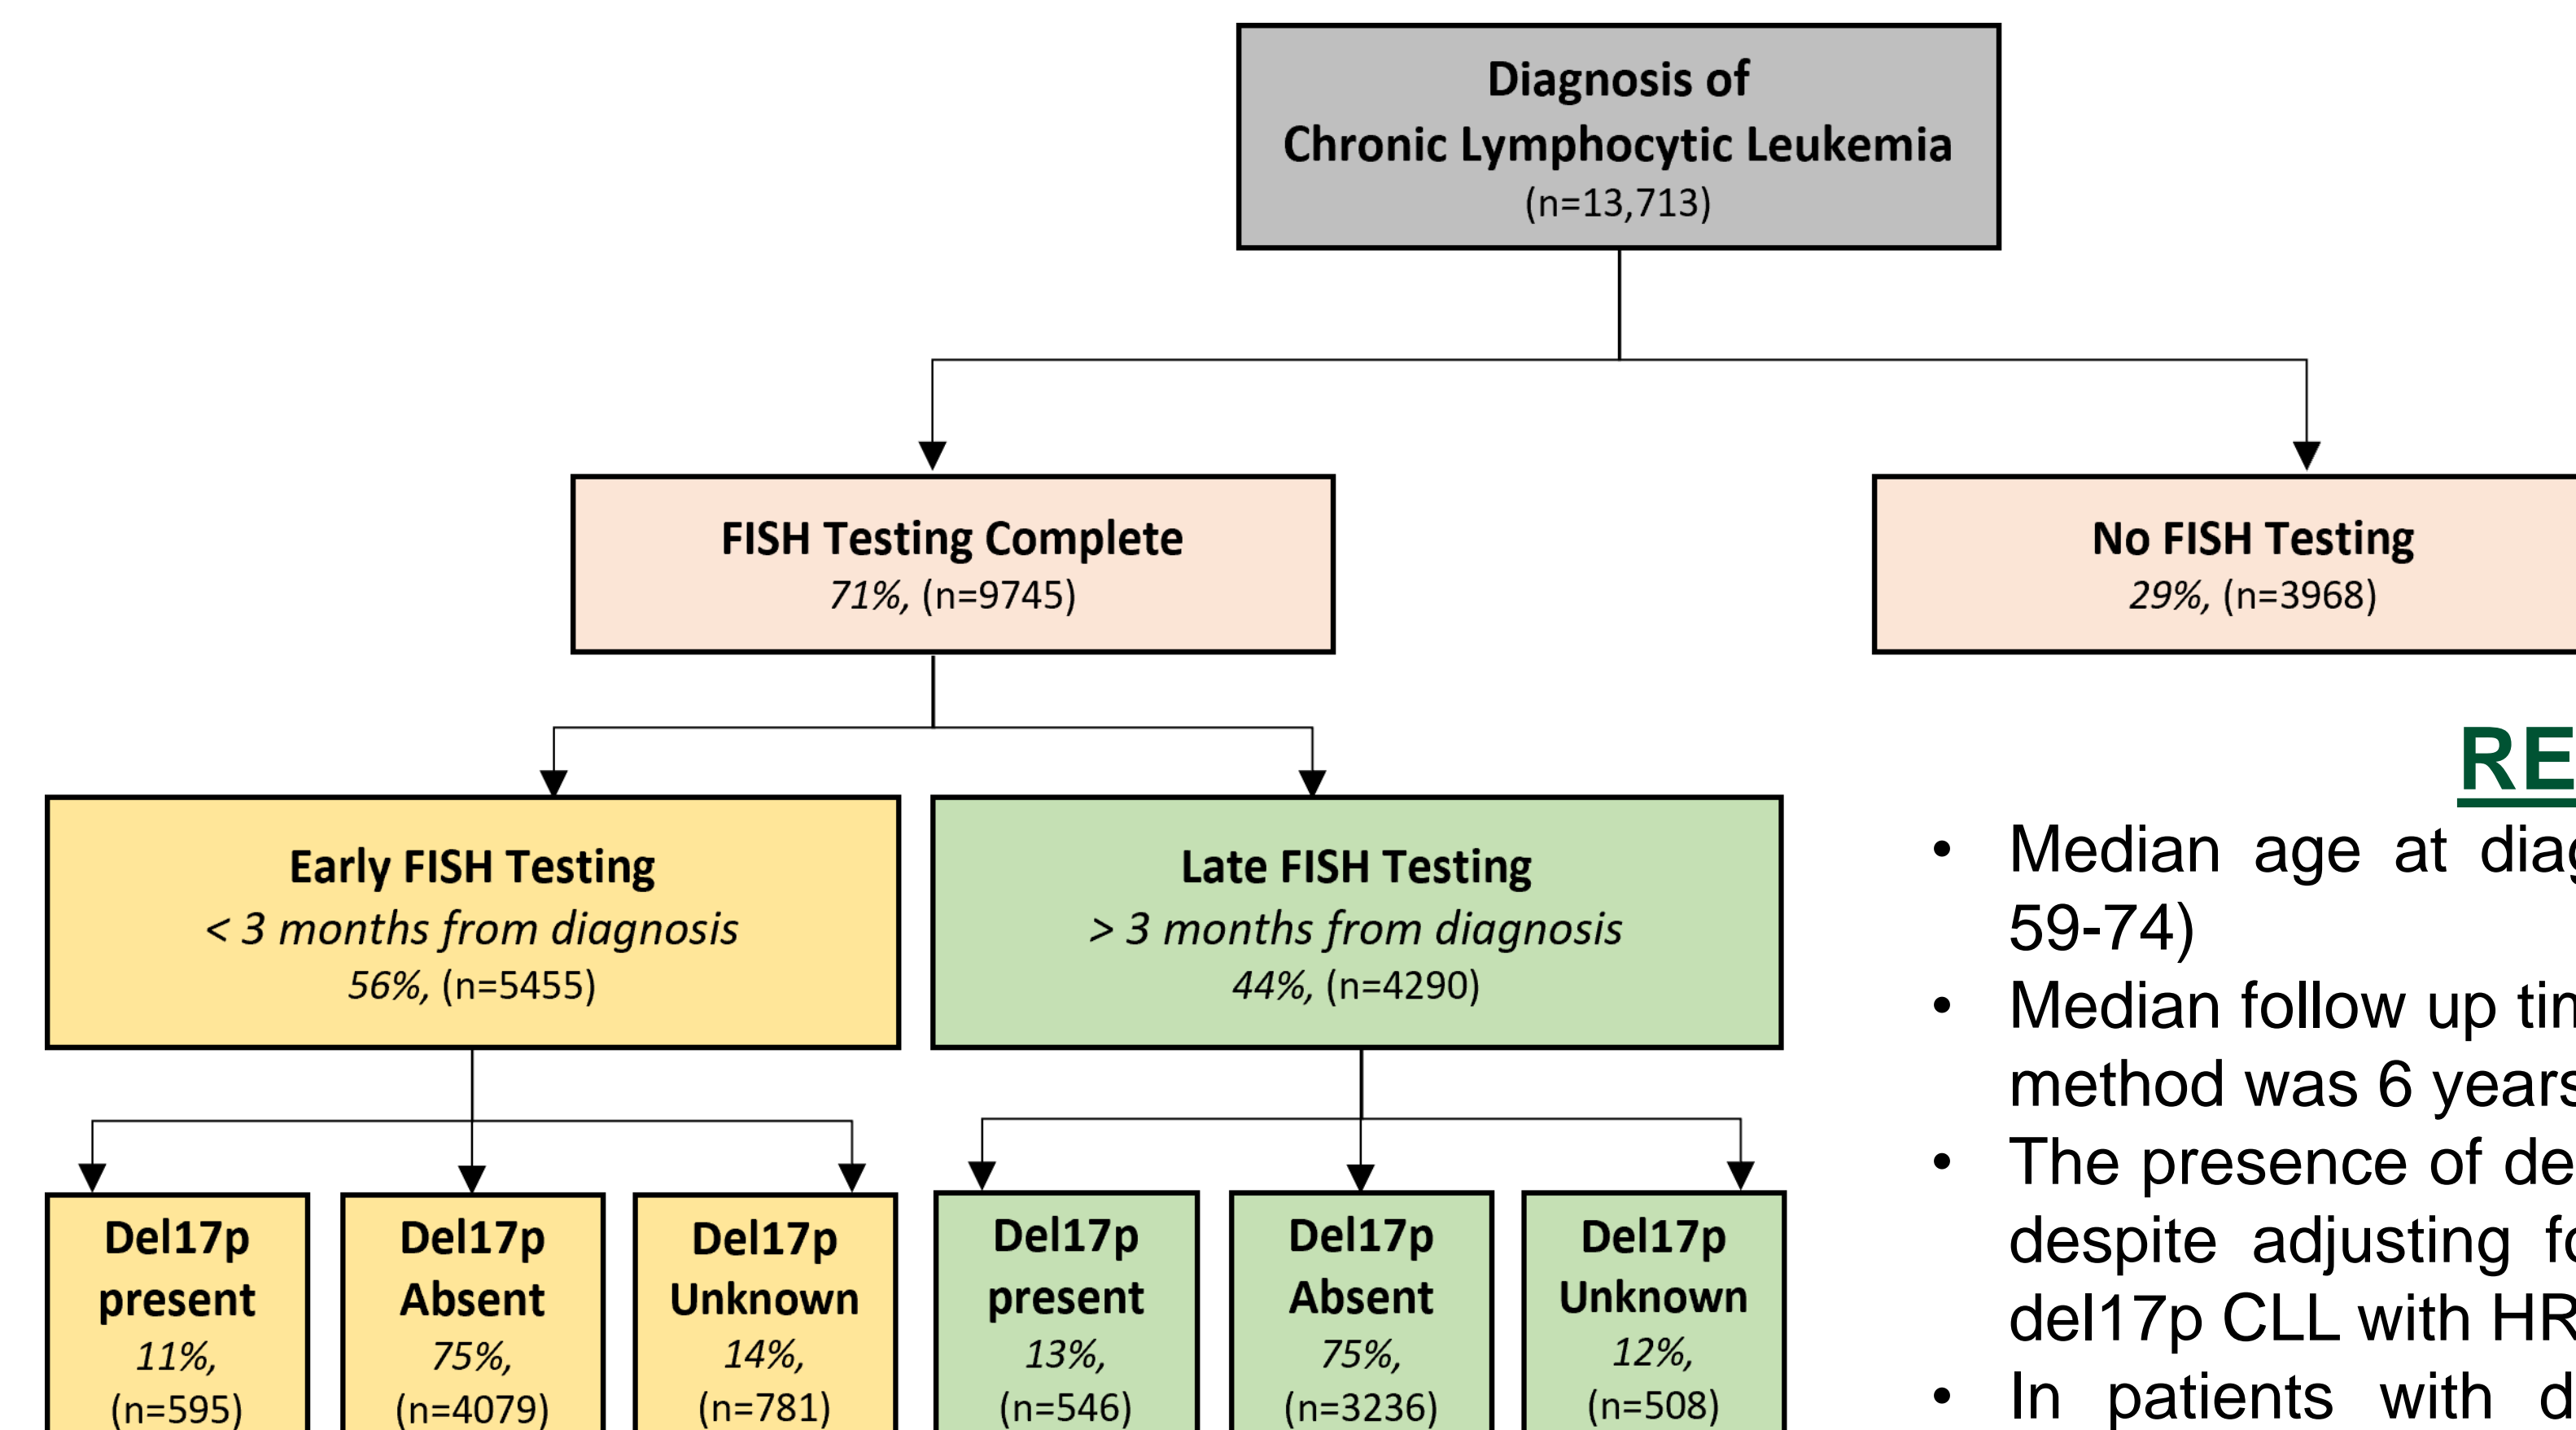 Diagnosis of
Chronic Lymphocytic Leukemia
(n=13,713)
FISH Testing Complete
71%, (n=9745)
No FISH Testing
29%, (n=3968)
Early FISH Testing
< 3 months from diagnosis
56%, (n=5455)
Late FISH Testing
> 3 months from diagnosis
44%, (n=4290)
Del17p
present
11%,
(n=595)
Del17p
Absent
75%,
(n=4079)
Del17p
Unknown
14%,
(n=781)
Del17p
present
13%,
(n=546)
Del17p
Absent
75%,
(n=3236)
Del17p
Unknown
12%,
(n=508)
RE
• Median age at diag
59-74)
• Median follow up
method was 6 years
• The presence of de
despite adjusting fo
del17p CLL with HR
• In patients with d